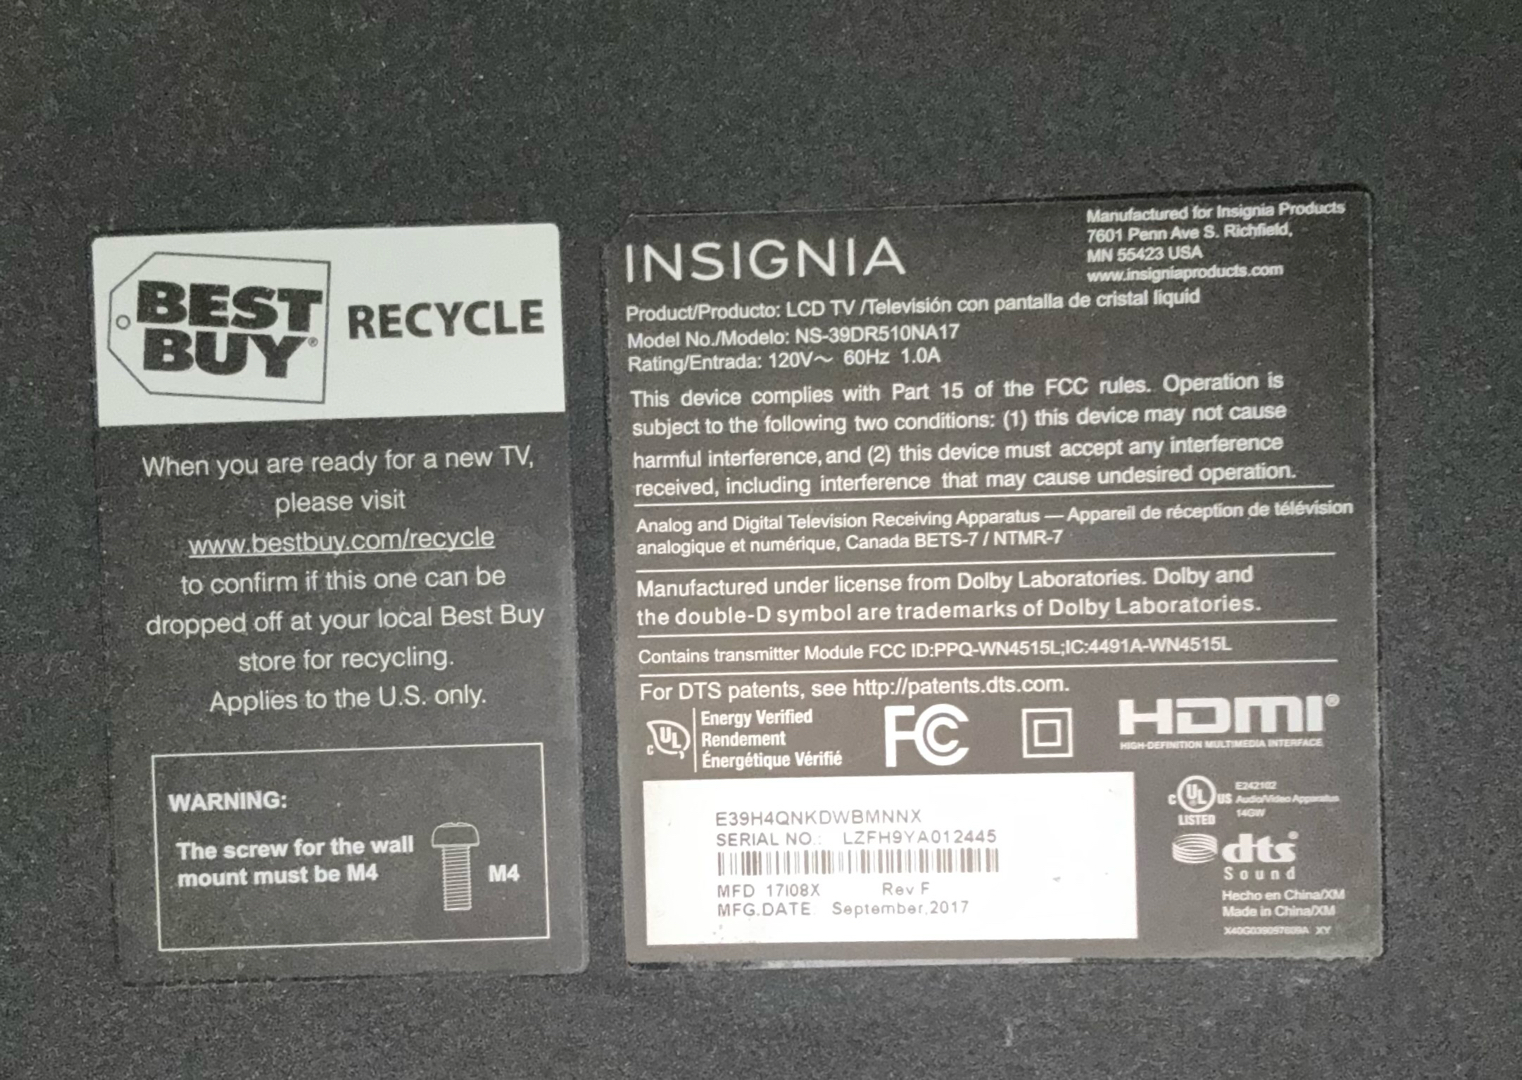 BEST
BUY® RECYCLE
When you are ready for a new TV,
please visit
www.bestbuy.com/recycle
to confirm if this one can be
dropped off at your local Best Buy
store for recycling.
Applies to the U.S. only.
WARNING:
The screw for the wall
mount must be M4
M4
INSIGNIA
Manufactured for Insignia Products
7601 Penn Ave S. Richfield,
MN 55423 USA
www.insigniaproducts.com
Product/Producto: LCD TV /Televisión con pantalla de cristal liquid
Model No./Modelo: NS-39DR510NA17
Rating/Entrada: 120V～ 60Hz 1.0A
This device complies with Part 15 of the FCC rules. Operation is
subject to the following two conditions: (1) this device may not cause
harmful interference, and (2) this device must accept any interference
received, including interference that may cause undesired operation.
Analog and Digital Television Receiving Apparatus — Appareil de réception de télévision
analogique et numérique, Canada BETS-7 / NTMR-7
Manufactured under license from Dolby Laboratories. Dolby and
the double-D symbol are trademarks of Dolby Laboratories.
Contains transmitter Module FCC ID:PPQ-WN4515L;IC:4491A-WN4515L
For DTS patents, see http://patents.dts.com.
c UL Energy Verified
Rendement
Énergétique Vérifié
FC
HDMI®
HIGH-DEFINITION MULTIMEDIA INTERFACE
E39H4QNKDWBMNNX
SERIAL NO.: LZFH9YA012445
MFD 17I08X Rev F
MFG.DATE September,2017
c UL US
LISTED
E242102
Audio/Video Apparatus
14GW
dts®
Sound
Hecho en China/XM
Made in China/XM
XY